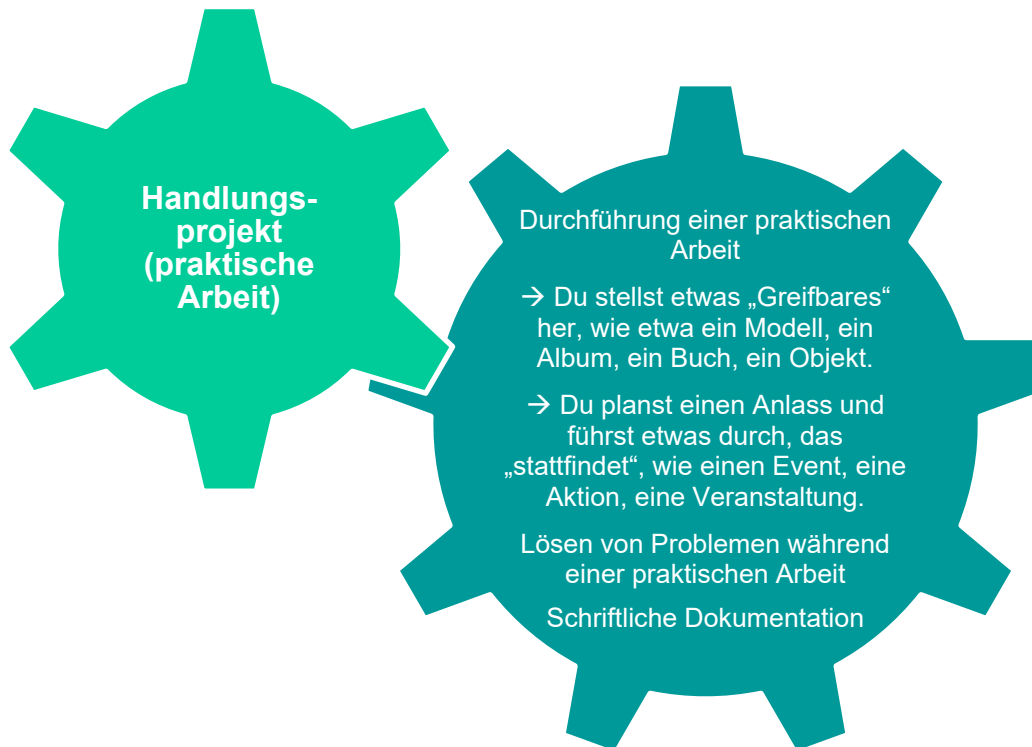 Handlungs-
projekt
(praktische
Arbeit)
Durchführung einer praktischen
Arbeit
→ Du stellst etwas „Greifbares“
her, wie etwa ein Modell, ein
Album, ein Buch, ein Objekt.
→ Du planst einen Anlass und
führst etwas durch, das
„stattfindet“, wie einen Event, eine
Aktion, eine Veranstaltung.
Lösen von Problemen während
einer praktischen Arbeit
Schriftliche Dokumentation